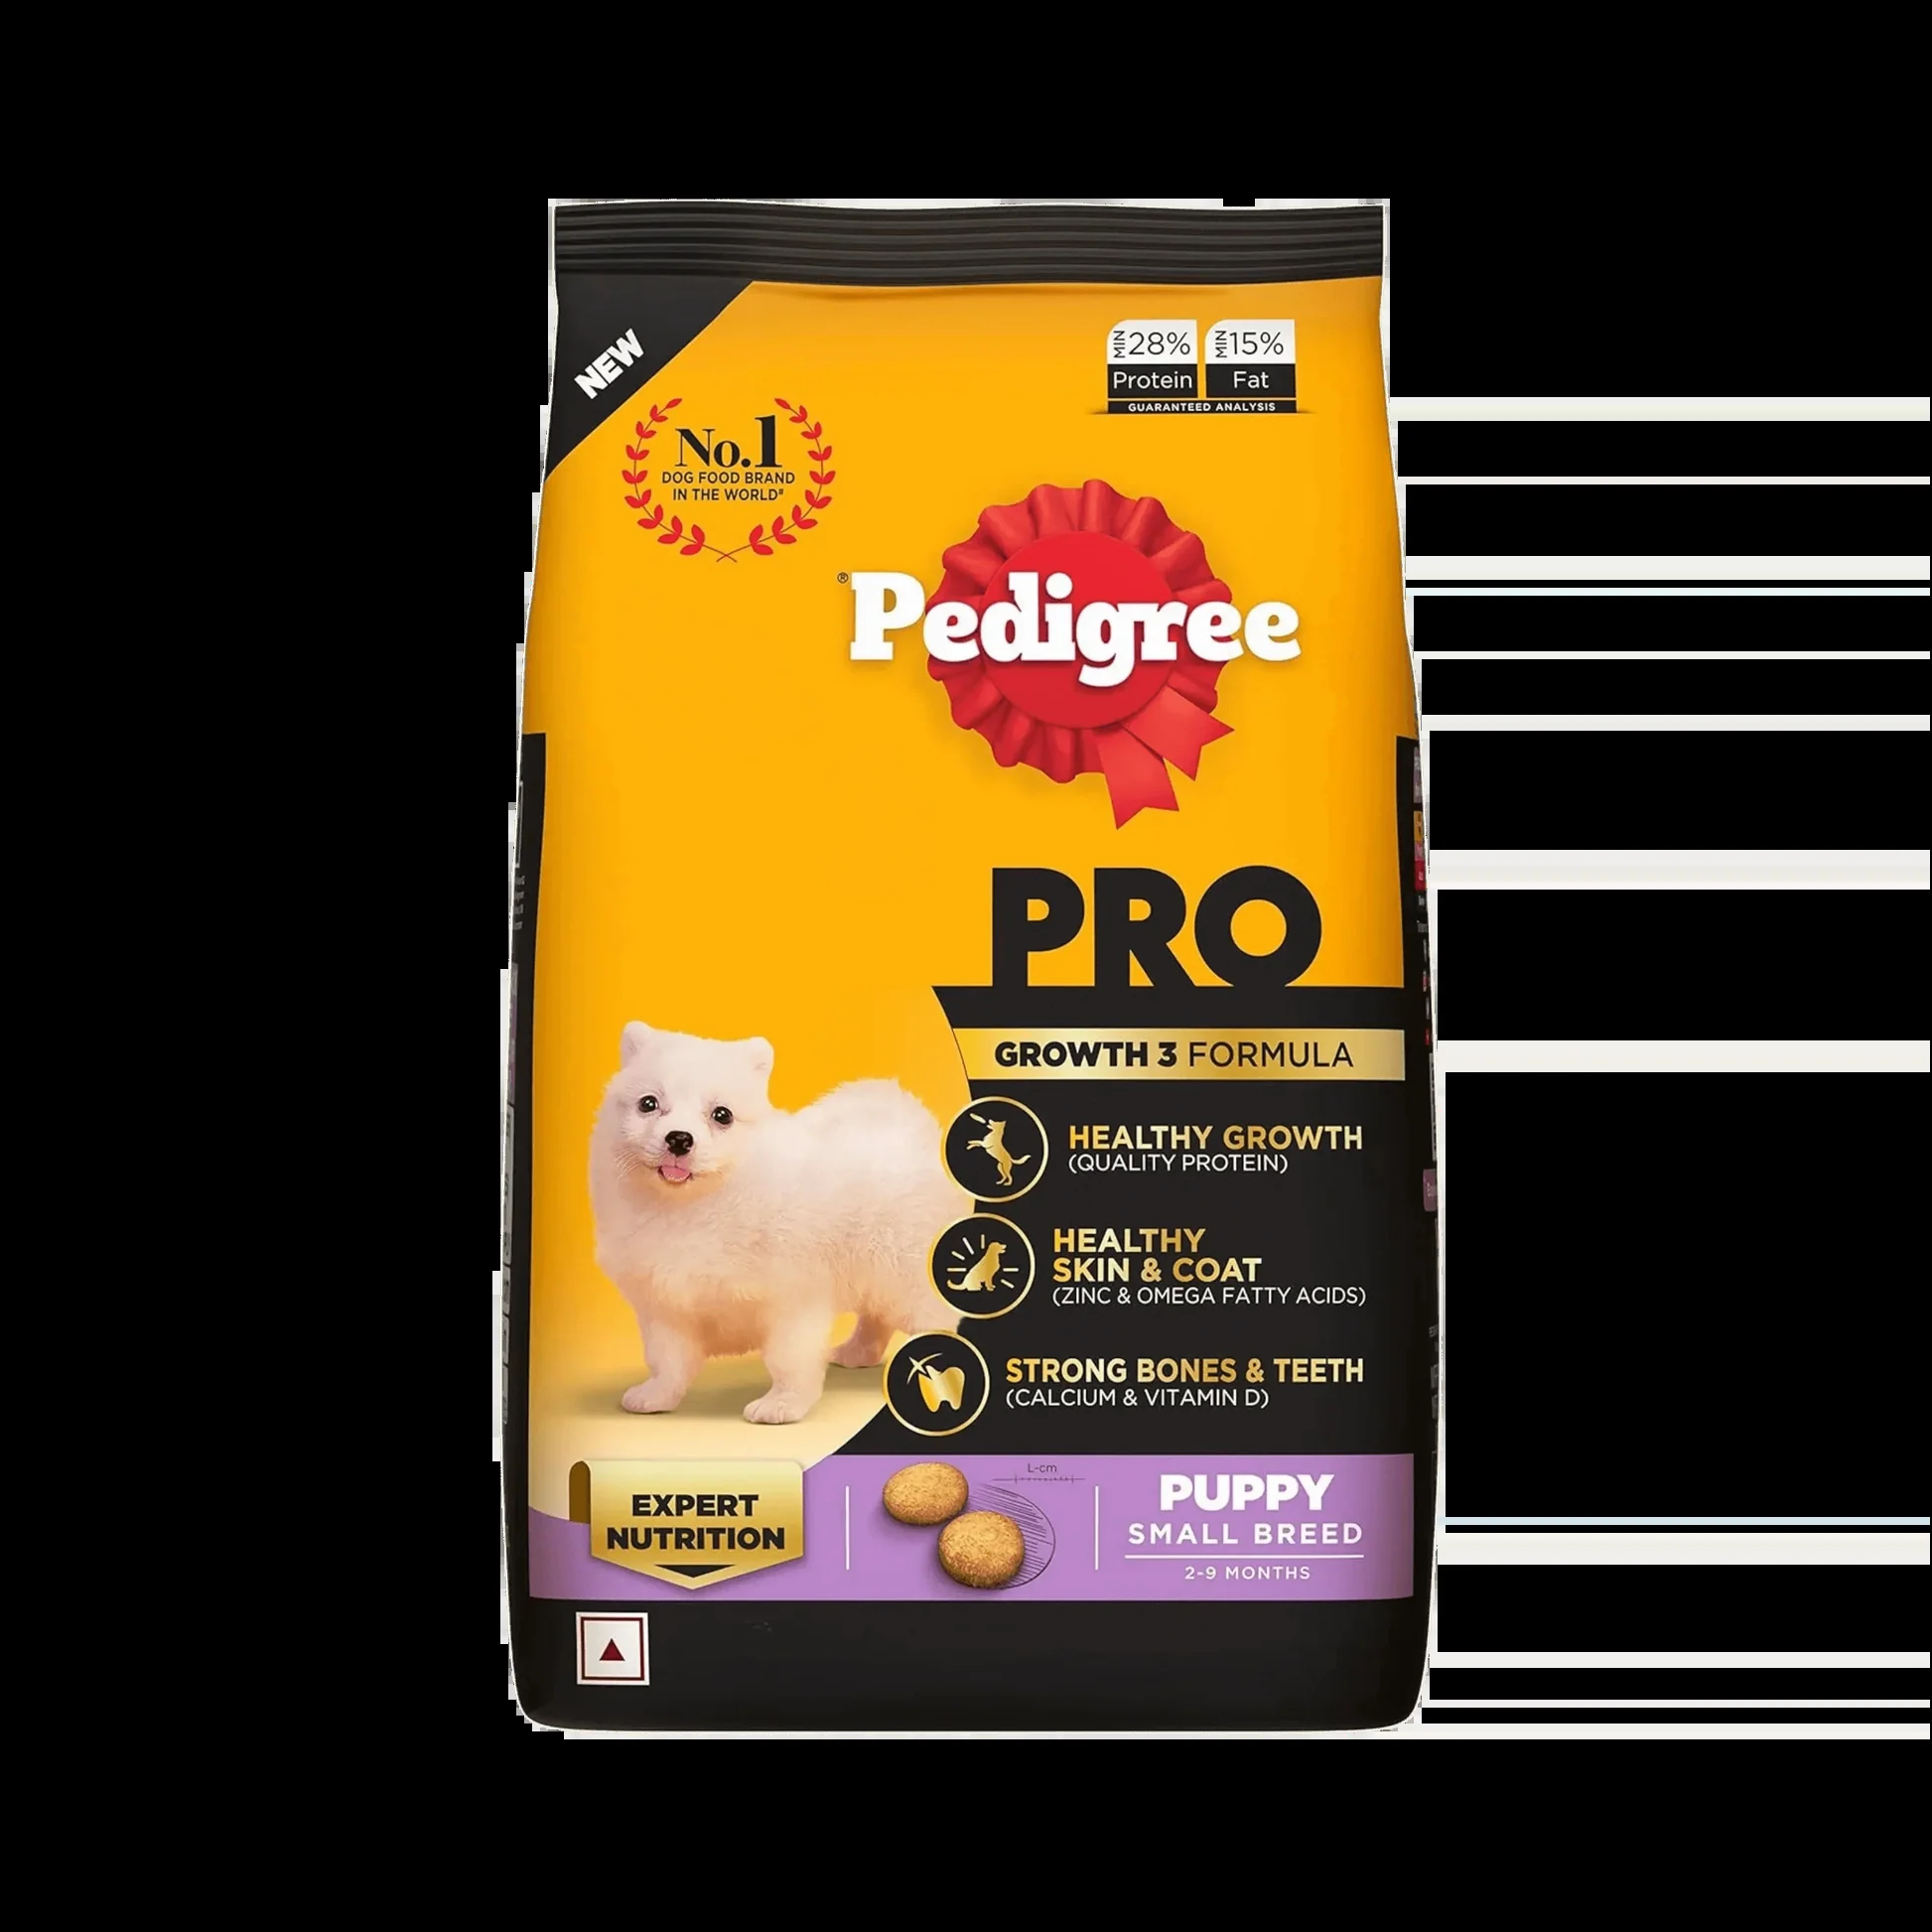 NEW
MIN 28% Protein
MIN 15% Fat
GUARANTEED ANALYSIS
No.1
DOG FOOD BRAND
IN THE WORLD#
Pedigree®
PRO
GROWTH 3 FORMULA
HEALTHY GROWTH
(QUALITY PROTEIN)
HEALTHY
SKIN & COAT
(ZINC & OMEGA FATTY ACIDS)
STRONG BONES & TEETH
(CALCIUM & VITAMIN D)
EXPERT
NUTRITION
L-cm
PUPPY
SMALL BREED
2-9 MONTHS